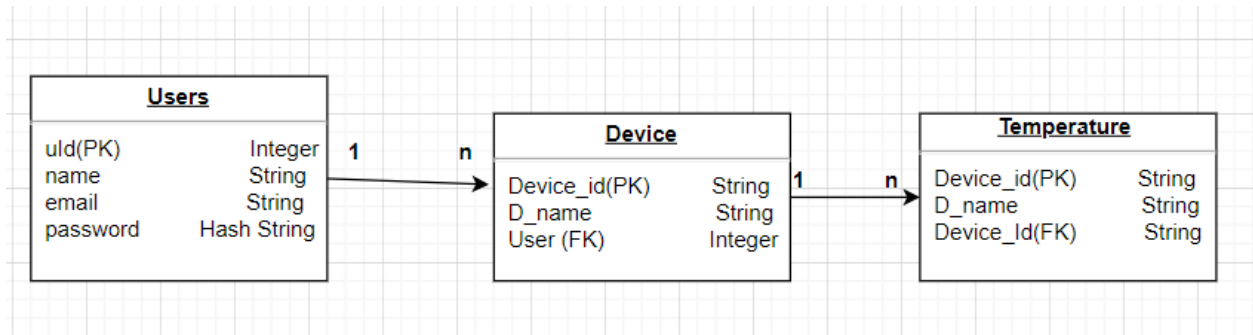 Users
uId(PK) Integer
name String
email String
password Hash String
1 n
Device
Device_id(PK) String
D_name String
User (FK) Integer
1 n
Temperature
Device_id(PK) String
D_name String
Device_Id(FK) String